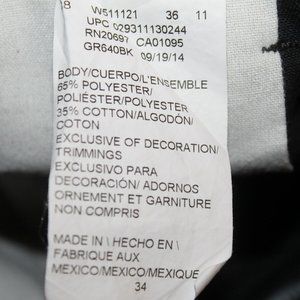 38 W511121 36 11
UPC 029311130244
RN20697 CA01095
GR640BK 09/19/14
BODY/CUERPO/L'ENSEMBLE
65% POLYESTER/
POLIÉSTER/POLYESTER
35% COTTON/ALGODÓN/
COTON
EXCLUSIVE OF DECORATION/
TRIMMINGS
EXCLUSIVO PARA
DECORACIÓN/ ADORNOS
ORNEMENT ET GARNITURE
NON COMPRIS
MADE IN \ HECHO EN \
FABRIQUE AUX
MEXICO/MEXICO/MEXIQUE
34